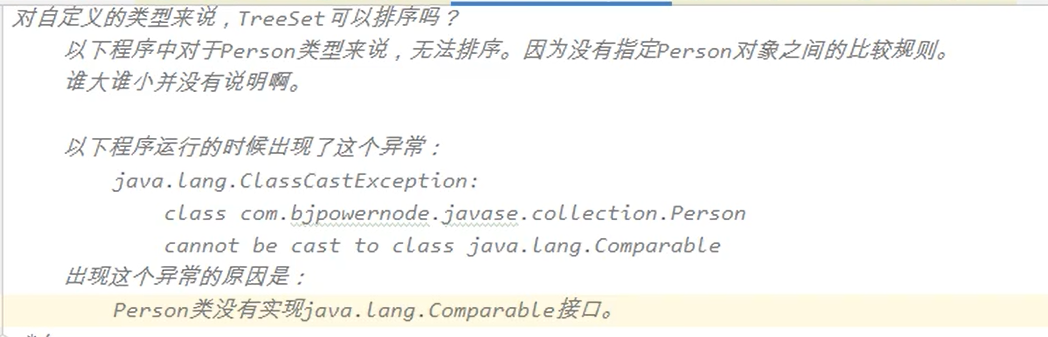 对自定义的类型来说，TreeSet可以排序吗？
以下程序中对于Person类型来说，无法排序。因为没有指定Person对象之间的比较规则。
谁大谁小并没有说明啊。
以下程序运行的时候出现了这个异常：
java.lang.ClassCastException:
class com.bjpowernode.javase.collection.Person
cannot be cast to class java.lang.Comparable
出现这个异常的原因是：
Person类没有实现java.lang.Comparable接口。